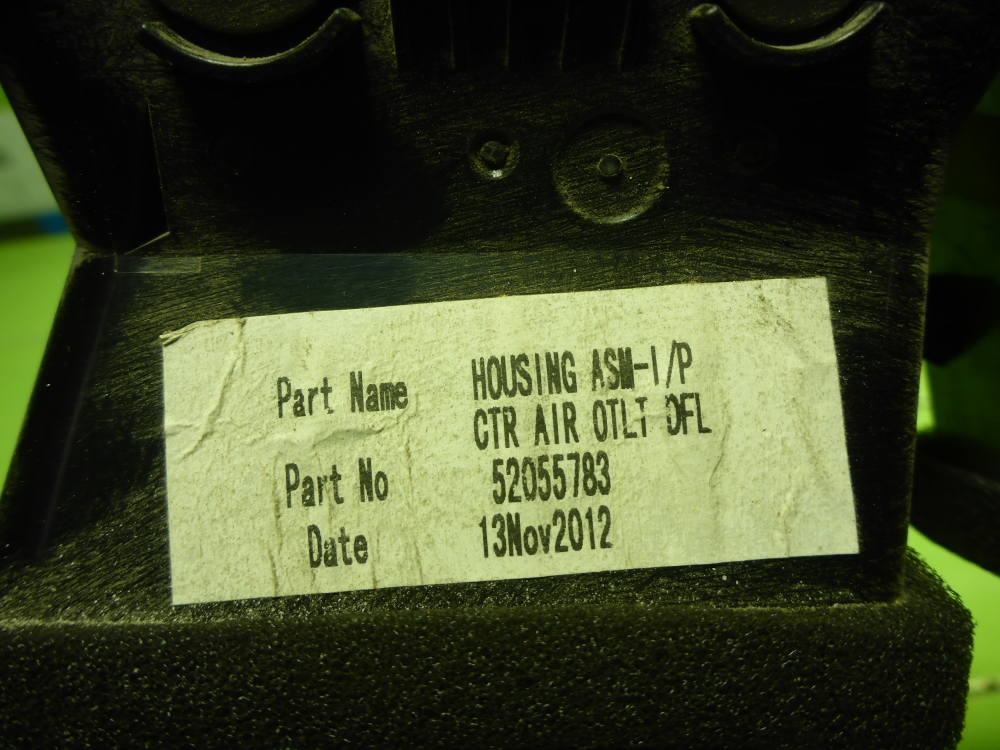 Part Name HOUSING ASM-I/P
CTR AIR OTLT DFL
Part No 52055783
Date 13Nov2012